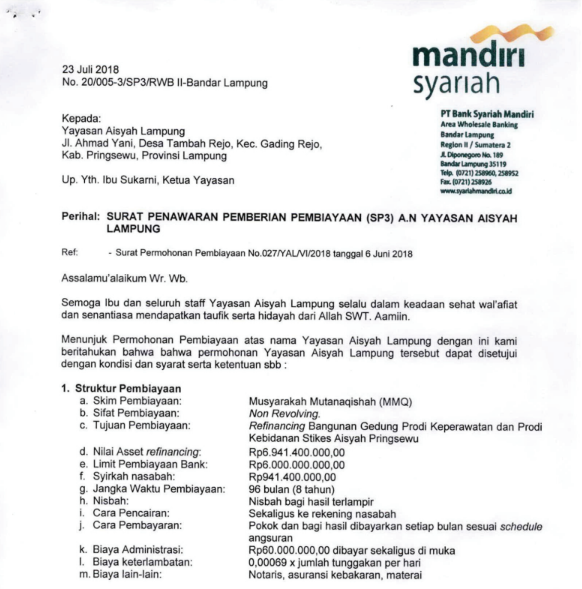 mandiri
syariah
23 Juli 2018
No. 20/005-3/SP3/RWB II-Bandar Lampung
PT Bank Syariah Mandiri
Area Wholesale Banking
Bandar Lampung
Region II / Sumatera 2
Jl. Diponegoro No. 189
Bandar Lampung 35119
Telp. (0721) 258960, 258952
Fax. (0721) 258926
www.syariahmandiri.co.id
Kepada:
Yayasan Aisyah Lampung
Jl. Ahmad Yani, Desa Tambah Rejo, Kec. Gading Rejo,
Kab. Pringsewu, Provinsi Lampung
Up. Yth. Ibu Sukarni, Ketua Yayasan
Perihal: SURAT PENAWARAN PEMBERIAN PEMBIAYAAN (SP3) A.N YAYASAN AISYAH
LAMPUNG
Ref: - Surat Permohonan Pembiayaan No.027/YAL/VI/2018 tanggal 6 Juni 2018
Assalamu'alaikum Wr. Wb.
Semoga Ibu dan seluruh staff Yayasan Aisyah Lampung selalu dalam keadaan sehat wal'afiat
dan senantiasa mendapatkan taufik serta hidayah dari Allah SWT. Aamiin.
Menunjuk Permohonan Pembiayaan atas nama Yayasan Aisyah Lampung dengan ini kami
beritahukan bahwa bahwa permohonan Yayasan Aisyah Lampung tersebut dapat disetujui
dengan kondisi dan syarat serta ketentuan sbb :
1. Struktur Pembiayaan
a. Skim Pembiayaan: Musyarakah Mutanaqishah (MMQ)
b. Sifat Pembiayaan: Non Revolving.
c. Tujuan Pembiayaan: Refinancing Bangunan Gedung Prodi Keperawatan dan Prodi
Kebidanan Stikes Aisyah Pringsewu
d. Nilai Asset refinancing: Rp6.941.400.000,00
e. Limit Pembiayaan Bank: Rp6.000.000.000,00
f. Syirkah nasabah: Rp941.400.000,00
g. Jangka Waktu Pembiayaan: 96 bulan (8 tahun)
h. Nisbah: Nisbah bagi hasil terlampir
i. Cara Pencairan: Sekaligus ke rekening nasabah
j. Cara Pembayaran: Pokok dan bagi hasil dibayarkan setiap bulan sesuai schedule
angsuran
k. Biaya Administrasi: Rp60.000.000,00 dibayar sekaligus di muka
l. Biaya keterlambatan: 0,00069 x jumlah tunggakan per hari
m. Biaya lain-lain: Notaris, asuransi kebakaran, materai